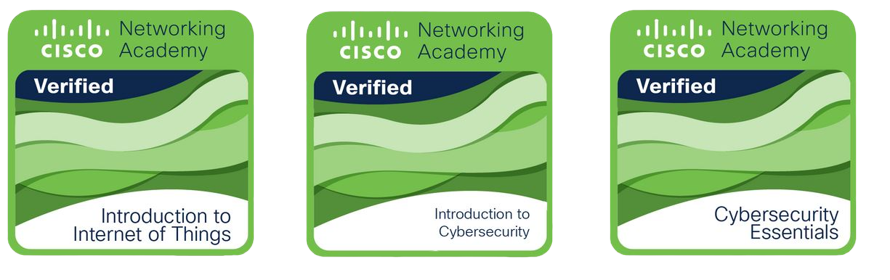 Networking
CISCO Academy
Verified
Introduction to
Internet of Things
Networking
CISCO Academy
Verified
Introduction to
Cybersecurity
Networking
CISCO Academy
Verified
Cybersecurity
Essentials